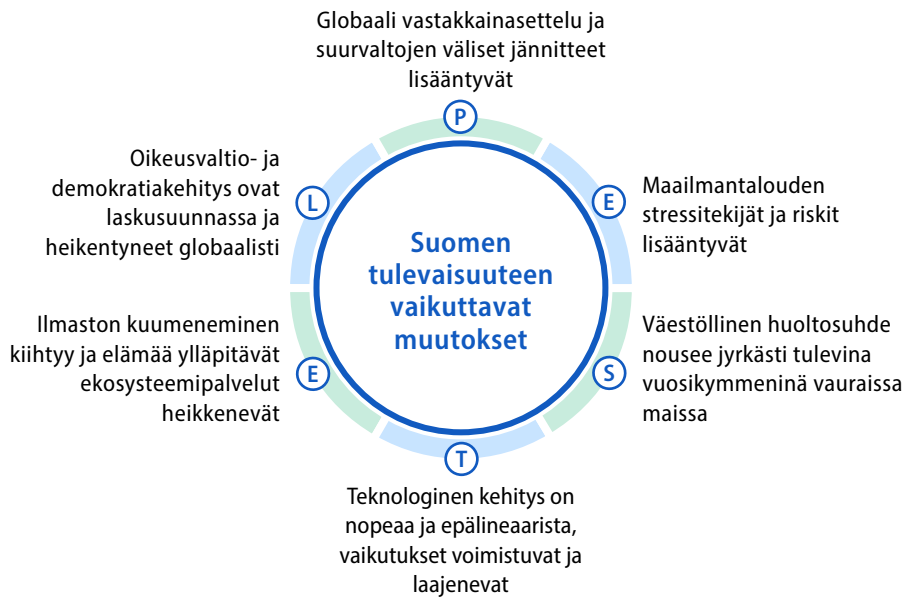 Globaali vastakkainasettelu ja
suurvaltojen väliset jännitteet
lisääntyvät
P
E
Maailmantalouden
stressitekijät ja riskit
lisääntyvät
S
Väestöllinen huoltosuhde
nousee jyrkästi tulevina
vuosikymmeninä vauraissa
maissa
T
Teknologinen kehitys on
nopeaa ja epälineaarista,
vaikutukset voimistuvat ja
laajenevat
E
Ilmaston kuumeneminen
kiihtyy ja elämää ylläpitävät
ekosysteemipalvelut
heikkenevät
L
Oikeusvaltio- ja
demokratiakehitys ovat
laskusuunnassa ja
heikentyneet globaalisti
Suomen
tulevaisuuteen
vaikuttavat
muutokset